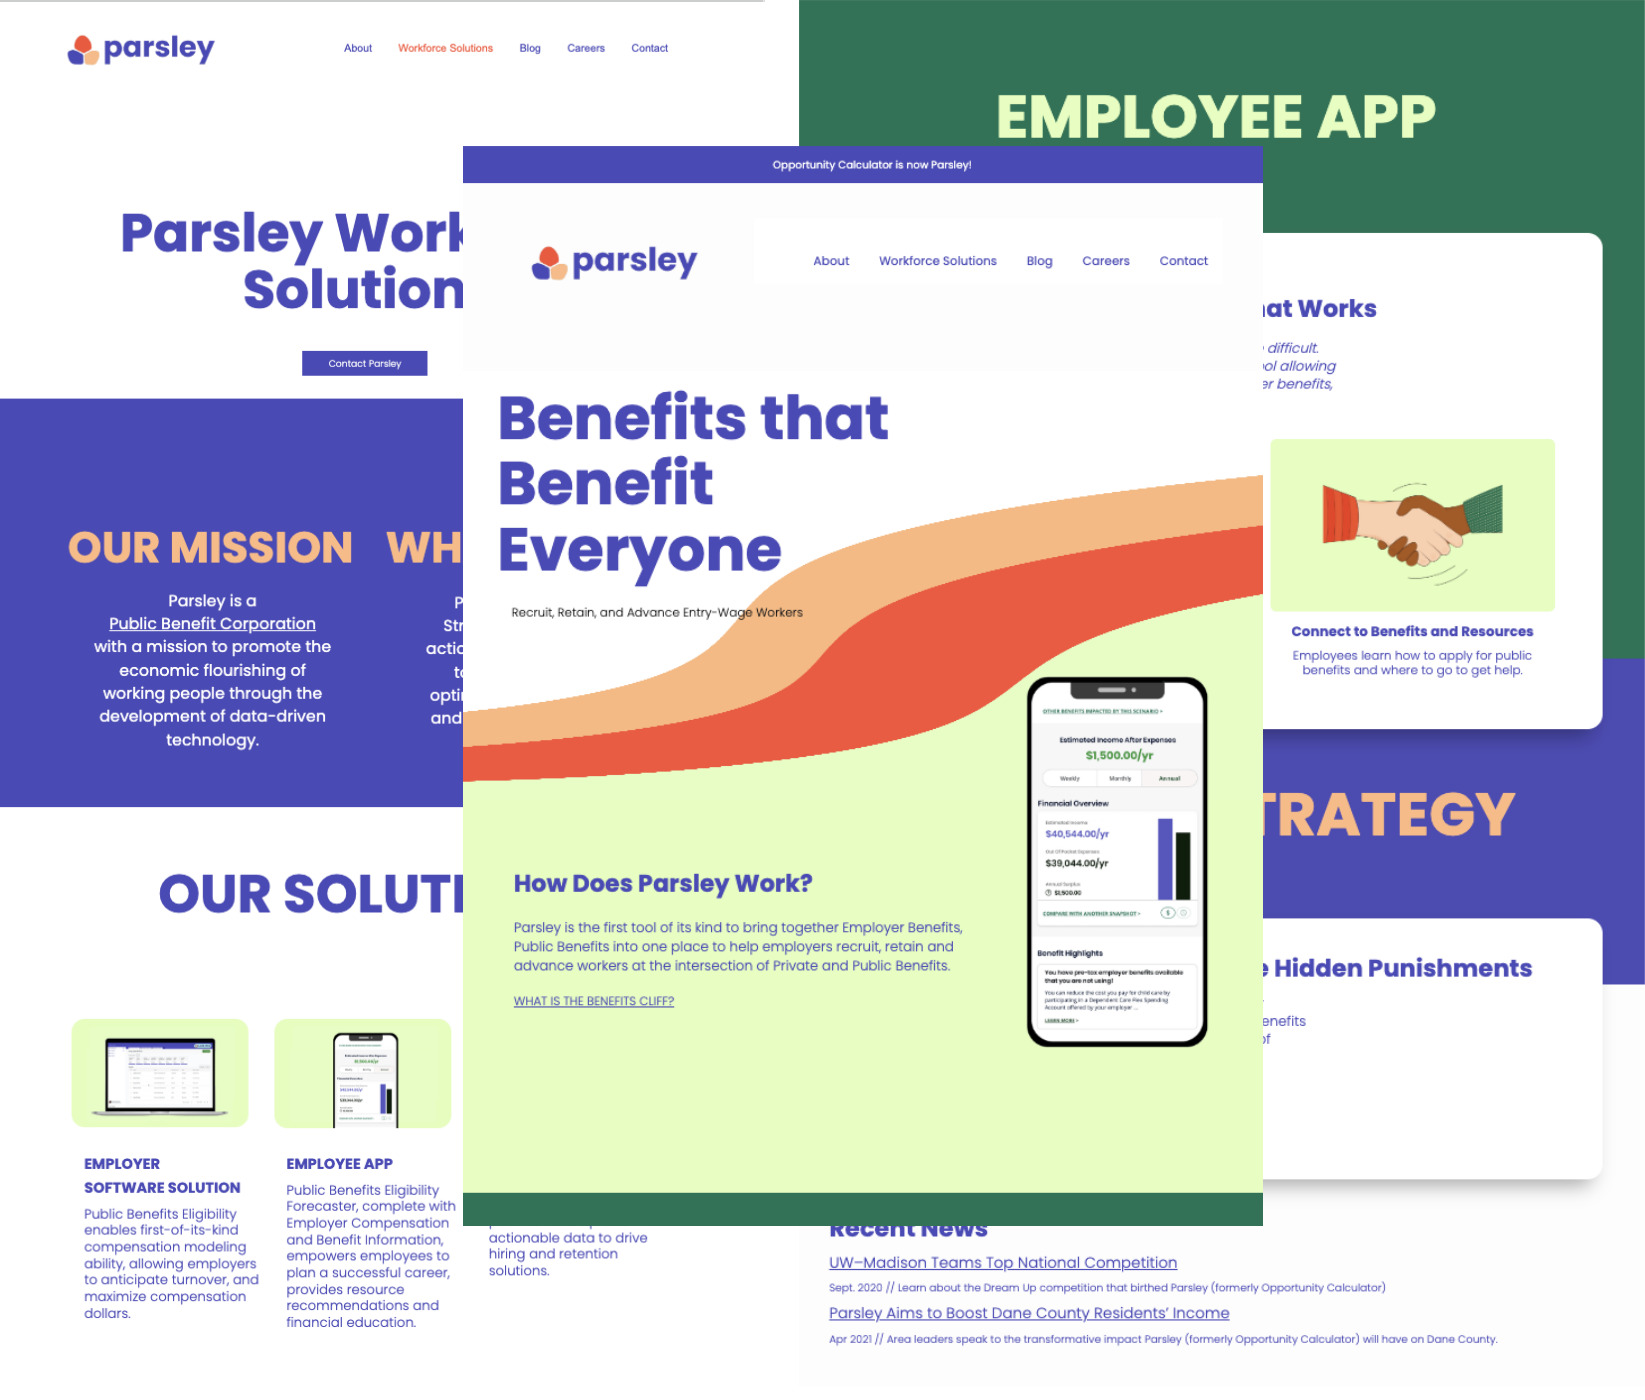 parsley
About Workforce Solutions Blog Careers Contact
Parsley Work
Solution
Contact Parsley
OUR MISSION
Parsley is a
Public Benefit Corporation
with a mission to promote the
economic flourishing of
working people through the
development of data-driven
technology.
WH
P
Str
actio
to
opti
and
OUR SOLUTI
EMPLOYER
SOFTWARE SOLUTION
Public Benefits Eligibility
enables first-of-its-kind
compensation modeling
ability, allowing employers
to anticipate turnover, and
maximize compensation
dollars.
EMPLOYEE APP
Public Benefits Eligibility
Forecaster, complete with
Employer Compensation
and Benefit Information,
empowers employees to
plan a successful career,
provides resource
recommendations and
financial education.
actionable data to drive
hiring and retention
solutions.
Opportunity Calculator is now Parsley!
parsley
About Workforce Solutions Blog Careers Contact
Benefits that
Benefit
Everyone
Recruit, Retain, and Advance Entry-Wage Workers
OTHER BENEFITS IMPACTED BY THIS SCENARIO >
Estimated Income After Expenses
$1,500.00/yr
Weekly Monthly Annual
Financial Overview
Estimated Income
$40,544.00/yr
Out Of Pocket Expenses
$39,044.00/yr
Annual Surplus
$1,500.00
COMPARE WITH ANOTHER SNAPSHOT >
$
Benefit Highlights
You have pre-tax employer benefits available
that you are not using!
You can reduce the cost you pay for child care by
participating in a Dependent Care Flex Spending
Account offered by your employer ...
LEARN MORE >
How Does Parsley Work?
Parsley is the first tool of its kind to bring together Employer Benefits,
Public Benefits into one place to help employers recruit, retain and
advance workers at the intersection of Private and Public Benefits.
WHAT IS THE BENEFITS CLIFF?
EMPLOYEE APP
hat Works
difficult.
ol allowing
er benefits,
Connect to Benefits and Resources
Employees learn how to apply for public
benefits and where to go to get help.
TRATEGY
e Hidden Punishments
enefits
of
Recent News
UW–Madison Teams Top National Competition
Sept. 2020 // Learn about the Dream Up competition that birthed Parsley (formerly Opportunity Calculator)
Parsley Aims to Boost Dane County Residents’ Income
Apr 2021 // Area leaders speak to the transformative impact Parsley (formerly Opportunity Calculator) will have on Dane County.